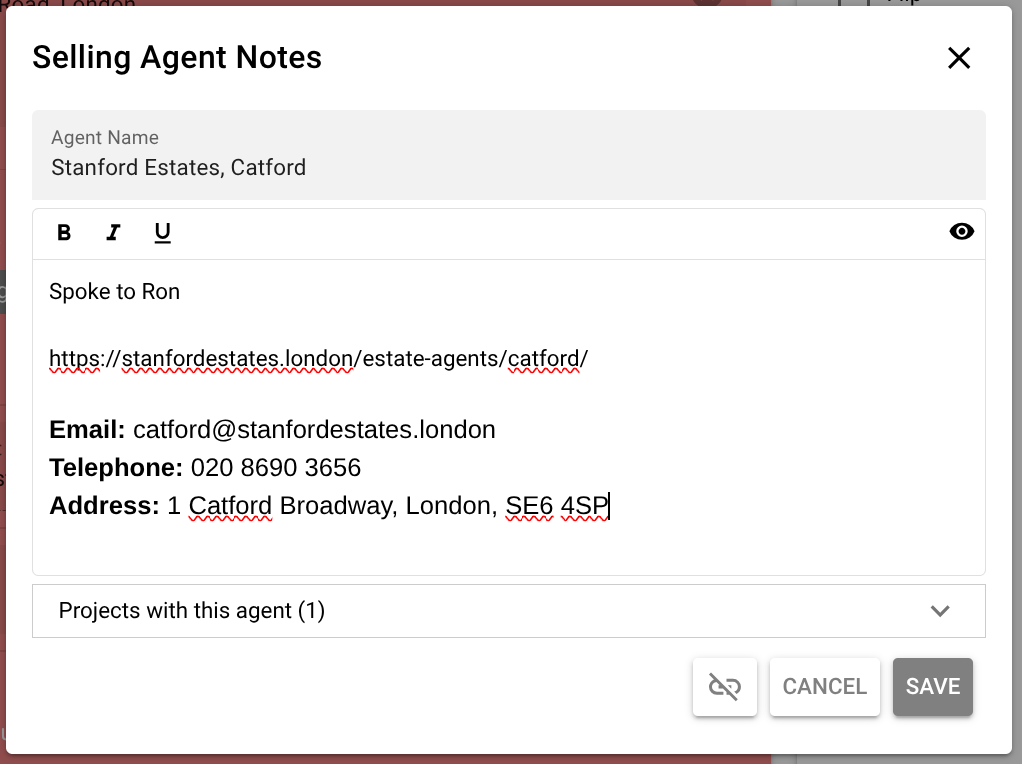 Road, London
Selling Agent Notes
Agent Name
Stanford Estates, Catford
B I U
Spoke to Ron
https://stanfordestates.london/estate-agents/catford/
Email: catford@stanfordestates.london
Telephone: 020 8690 3656
Address: 1 Catford Broadway, London, SE6 4SP
Projects with this agent (1)
CANCEL
SAVE